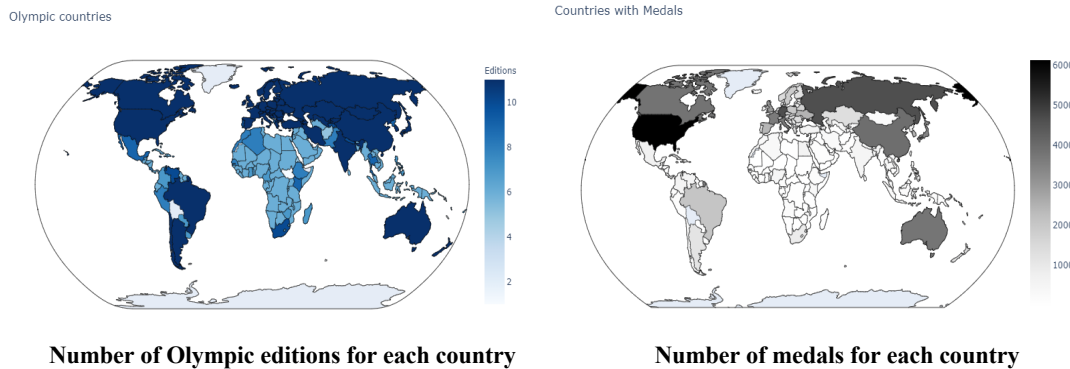 Olympic countries
Countries with Medals
Editions
10
8
6
4
2
6000
5000
4000
3000
2000
1000
Number of Olympic editions for each country
Number of medals for each country